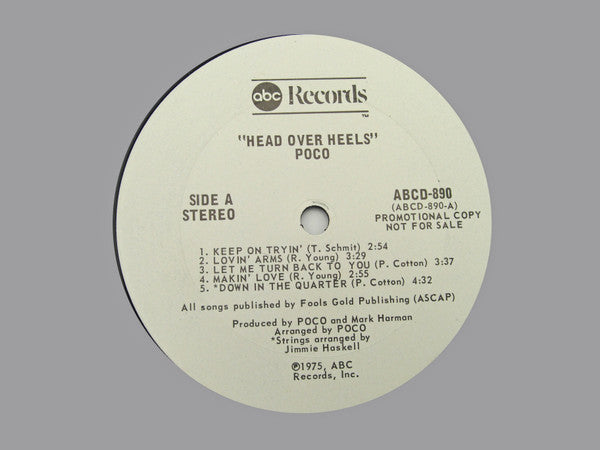 abc Records
TM
"HEAD OVER HEELS"
POCO
SIDE A
STEREO
ABCD-890
(ABCD-890-A)
PROMOTIONAL COPY
NOT FOR SALE
1. KEEP ON TRYIN' (T. Schmit) 2:54
2. LOVIN' ARMS (R. Young) 3:29
3. LET ME TURN BACK TO YOU (P. Cotton) 3:37
4. MAKIN' LOVE (R. Young) 2:55
5. *DOWN IN THE QUARTER (P. Cotton) 4:32
All songs published by Fools Gold Publishing (ASCAP)
Produced by POCO and Mark Harman
Arranged by POCO
*Strings arranged by
Jimmie Haskell
℗1975, ABC
Records, Inc.